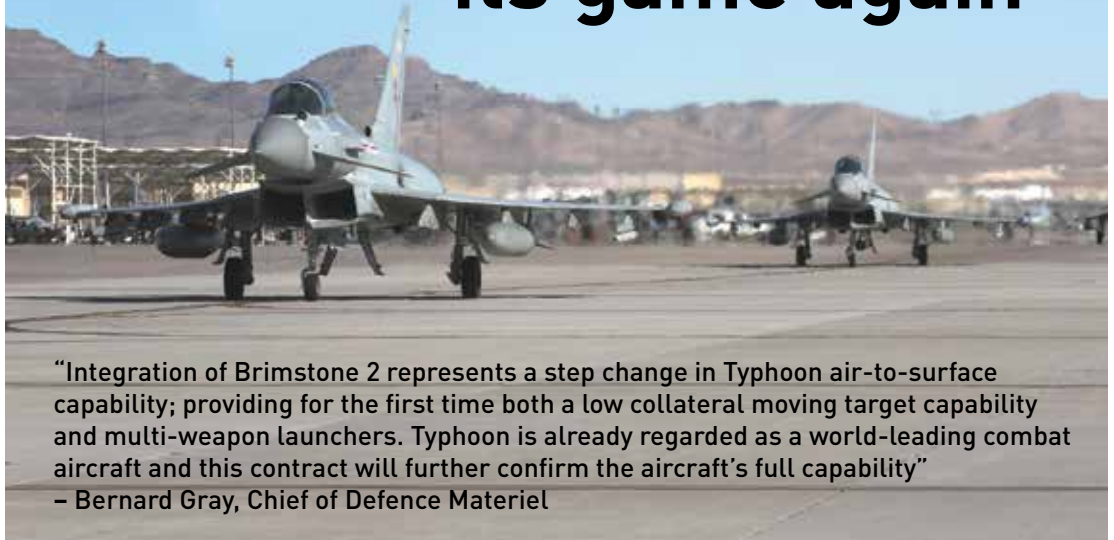 its game again
“Integration of Brimstone 2 represents a step change in Typhoon air-to-surface
capability; providing for the first time both a low collateral moving target capability
and multi-weapon launchers. Typhoon is already regarded as a world-leading combat
aircraft and this contract will further confirm the aircraft’s full capability”
– Bernard Gray, Chief of Defence Materiel